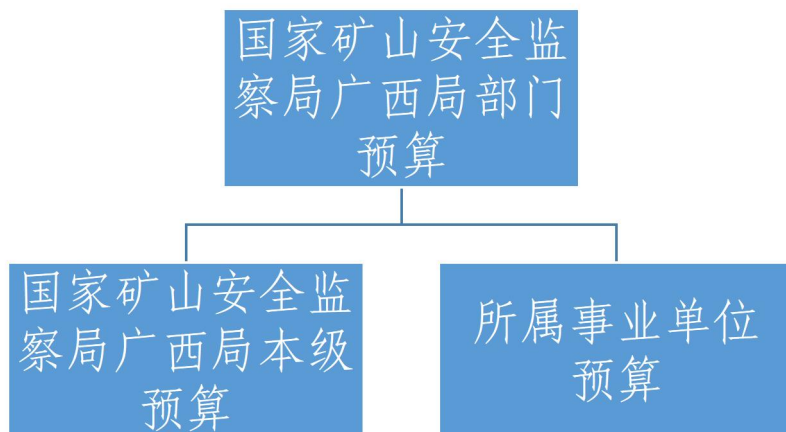 国家矿山安全监
察局广西局部门
预算
国家矿山安全监
察局广西局本级
预算
所属事业单位
预算